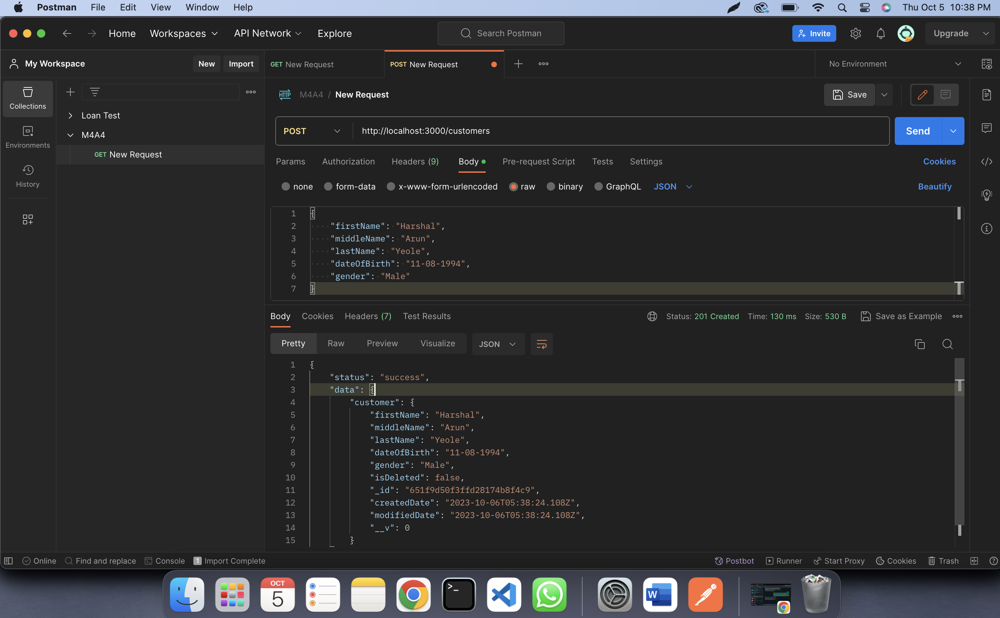 Postman File Edit View Window Help Thu Oct 5 10:38 PM
Home Workspaces API Network Explore Search Postman Invite Upgrade
My Workspace New Import GET New Request POST New Request No Environment
M4A4 / New Request Save
Collections
Loan Test
POST http://localhost:3000/customers Send
M4A4
Environments
GET New Request
Params Authorization Headers (9) Body Pre-request Script Tests Settings Cookies
History
none form-data x-www-form-urlencoded raw binary GraphQL JSON Beautify
1 {
2 "firstName": "Harshal",
3 "middleName": "Arun",
4 "lastName": "Yeole",
5 "dateOfBirth": "11-08-1994",
6 "gender": "Male"
7 }
Body Cookies Headers (7) Test Results Status: 201 Created Time: 130 ms Size: 530 B Save as Example
Pretty Raw Preview Visualize JSON
1 {
2 "status": "success",
3 "data": {
4 "customer": {
5 "firstName": "Harshal",
6 "middleName": "Arun",
7 "lastName": "Yeole",
8 "dateOfBirth": "11-08-1994",
9 "gender": "Male",
10 "isDeleted": false,
11 "_id": "651f9d50f3ffd28174b8f4c9",
12 "createdDate": "2023-10-06T05:38:24.108Z",
13 "modifiedDate": "2023-10-06T05:38:24.108Z",
14 "__v": 0
15 }
Online Find and replace Console 1 Import Complete Postbot Runner Start Proxy Cookies Trash
OCT
5
W